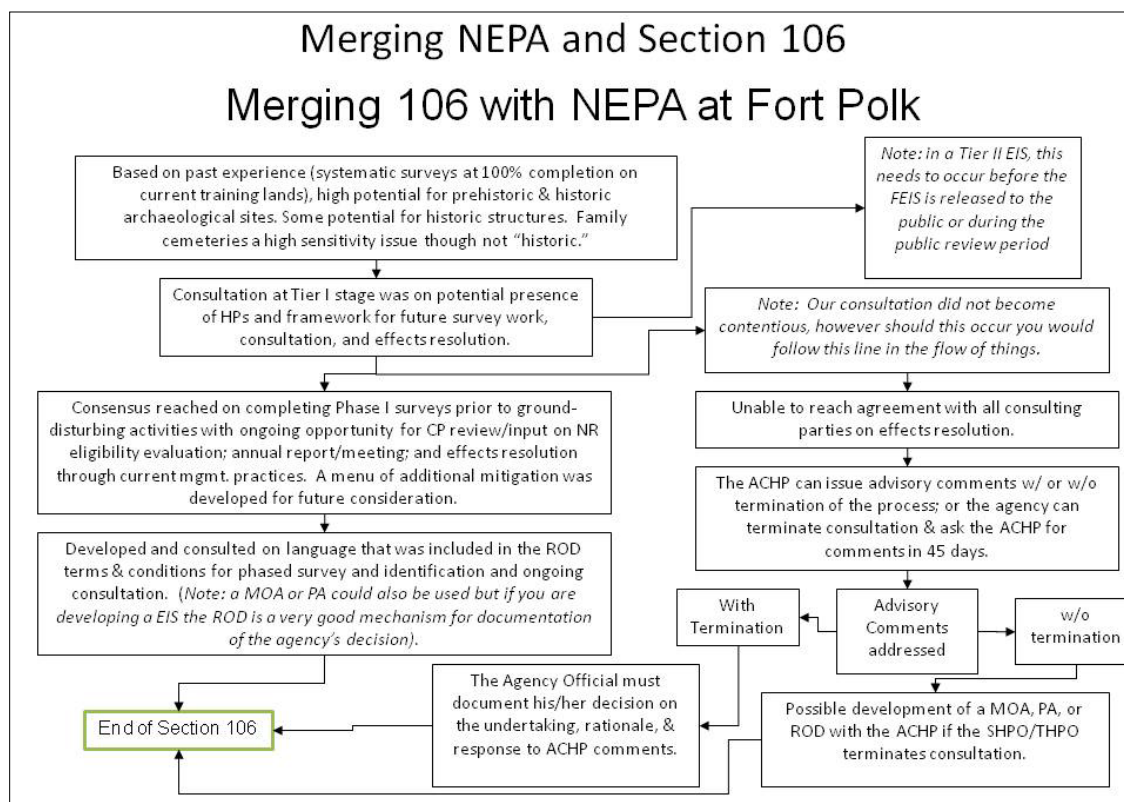 Merging NEPA and Section 106
Merging 106 with NEPA at Fort Polk
Based on past experience (systematic surveys at 100% completion on
current training lands), high potential for prehistoric & historic
archaeological sites. Some potential for historic structures. Family
cemeteries a high sensitivity issue though not “historic.”
Note: in a Tier II EIS, this
needs to occur before the
FEIS is released to the
public or during the
public review period
Consultation at Tier I stage was on potential presence
of HPs and framework for future survey work,
consultation, and effects resolution.
Note: Our consultation did not become
contentious, however should this occur you would
follow this line in the flow of things.
Consensus reached on completing Phase I surveys prior to ground-
disturbing activities with ongoing opportunity for CP review/input on NR
eligibility evaluation; annual report/meeting; and effects resolution
through current mgmt. practices. A menu of additional mitigation was
developed for future consideration.
Unable to reach agreement with all consulting
parties on effects resolution.
The ACHP can issue advisory comments w/ or w/o
termination of the process; or the agency can
terminate consultation & ask the ACHP for
comments in 45 days.
Developed and consulted on language that was included in the ROD
terms & conditions for phased survey and identification and ongoing
consultation. (Note: a MOA or PA could also be used but if you are
developing a EIS the ROD is a very good mechanism for documentation
of the agency’s decision).
With
Termination
Advisory
Comments
addressed
w/o
termination
The Agency Official must
document his/her decision on
the undertaking, rationale, &
response to ACHP comments.
Possible development of a MOA, PA, or
ROD with the ACHP if the SHPO/THPO
terminates consultation.
End of Section 106